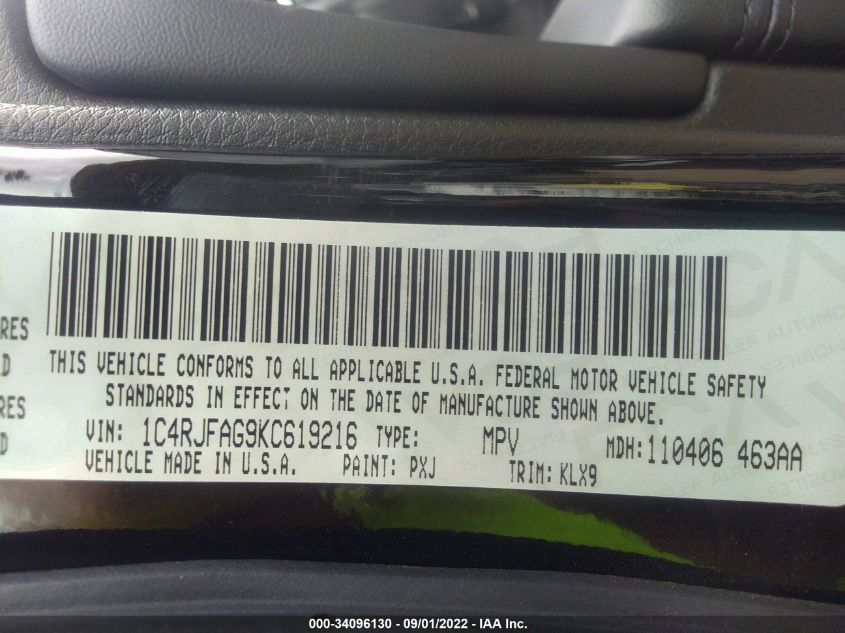 RES
D
RES
D
THIS VEHICLE CONFORMS TO ALL APPLICABLE U.S.A. FEDERAL MOTOR VEHICLE SAFETY
STANDARDS IN EFFECT ON THE DATE OF MANUFACTURE SHOWN ABOVE.
VIN: 1C4RJFAG9KC619216 TYPE: MPV MDH: 110406 463AA
VEHICLE MADE IN U.S.A. PAINT: PXJ TRIM: KLX9
000-34096130 - 09/01/2022 - IAA Inc.